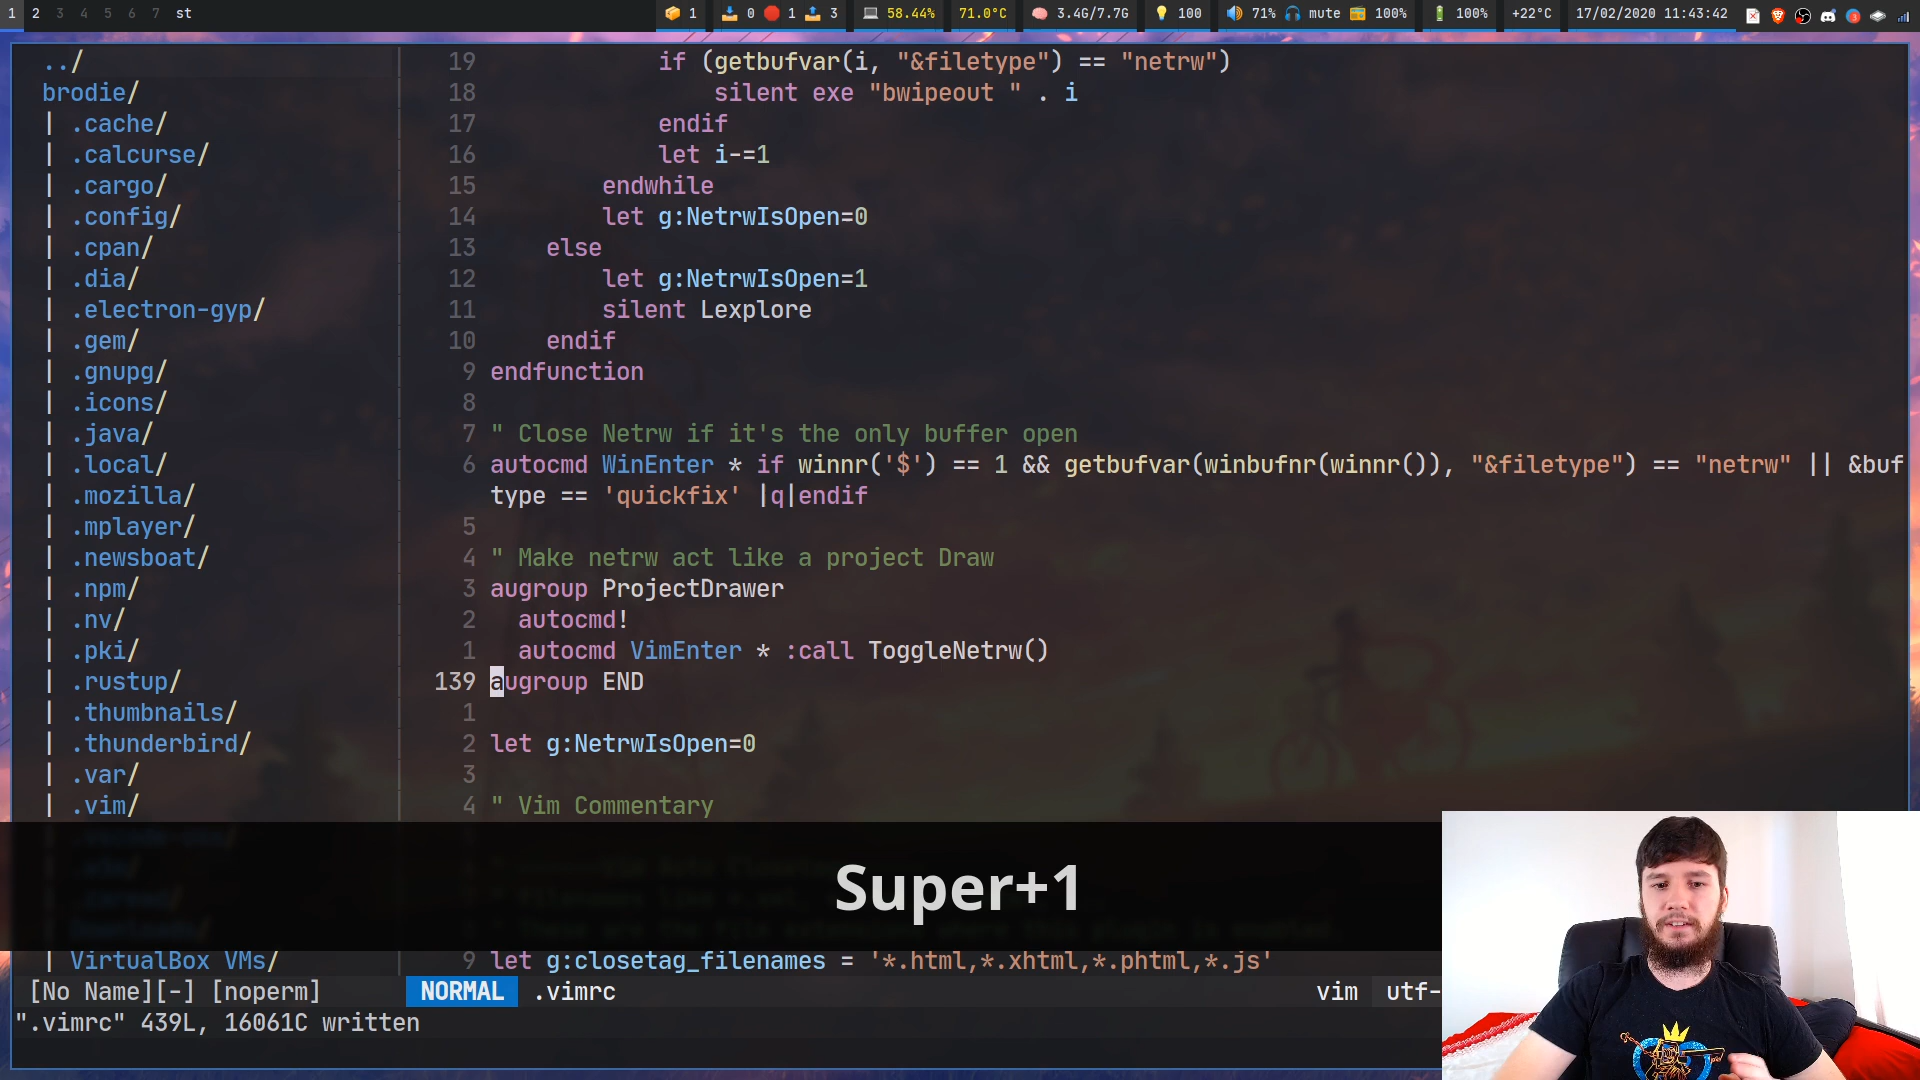 1 2 3 4 5 6 7 st
1 0 1 3 58.44% 71.0°C 3.4G/7.7G 100 71% mute 100% 100% +22°C 17/02/2020 11:43:42
../
brodie/
| .cache/
| .calcurse/
| .cargo/
| .config/
| .cpan/
| .dia/
| .electron-gyp/
| .gem/
| .gnupg/
| .icons/
| .java/
| .local/
| .mozilla/
| .mplayer/
| .newsboat/
| .npm/
| .nv/
| .pki/
| .rustup/
| .thumbnails/
| .thunderbird/
| .var/
| .vim/
| VirtualBox VMs/
19 if (getbufvar(i, "&filetype") == "netrw")
18 silent exe "bwipeout " . i
17 endif
16 let i-=1
15 endwhile
14 let g:NetrwIsOpen=0
13 else
12 let g:NetrwIsOpen=1
11 silent Lexplore
10 endif
9 endfunction
8
7 " Close Netrw if it's the only buffer open
6 autocmd WinEnter * if winnr('$') == 1 && getbufvar(winbufnr(winnr()), "&filetype") == "netrw" || &buf
type == 'quickfix' |q|endif
5
4 " Make netrw act like a project Draw
3 augroup ProjectDrawer
2 autocmd!
1 autocmd VimEnter * :call ToggleNetrw()
139 augroup END
1
2 let g:NetrwIsOpen=0
3
4 " Vim Commentary
Super+1
9 let g:closetag_filenames = '*.html,*.xhtml,*.phtml,*.js'
[No Name][-] [noperm] NORMAL .vimrc vim utf-
".vimrc" 439L, 16061C written